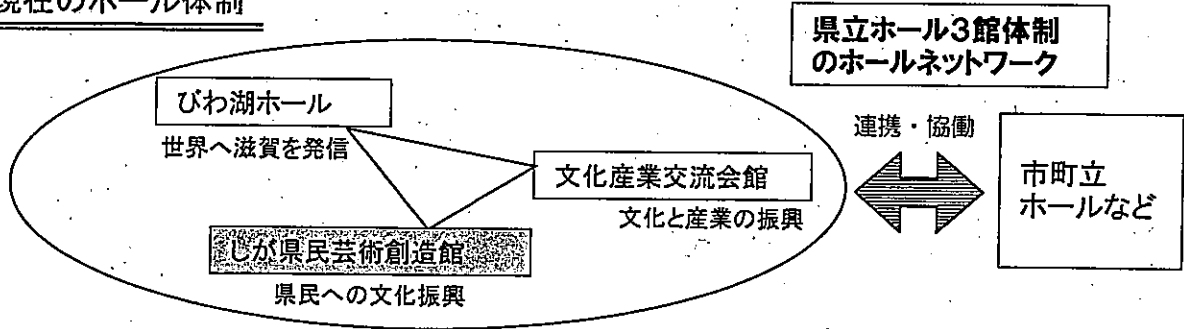 現在のホール体制
県立ホール3館体制
のホールネットワーク
びわ湖ホール
世界へ滋賀を発信
文化産業交流会館
文化と産業の振興
しが県民芸術創造館
県民への文化振興
連携・協働
市町立
ホールなど